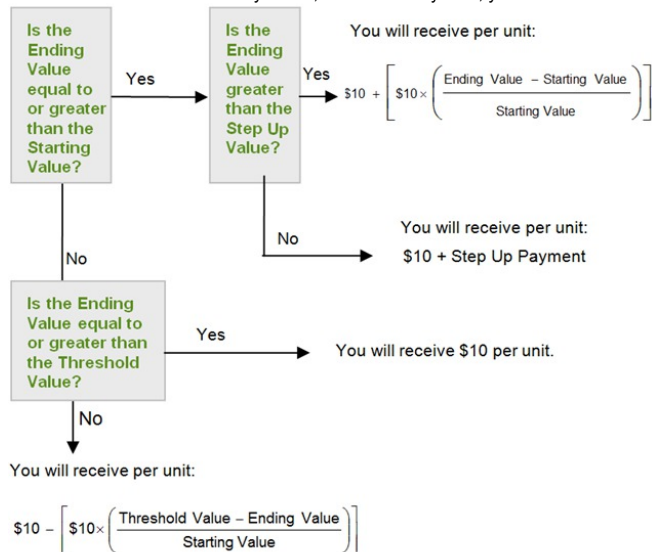 Is the
Ending
Value
equal to
or greater
than the
Starting
Value?
Yes
Is the
Ending
Value
greater
than the
Step Up
Value?
Yes
You will receive per unit:
$10 + [ $10 × ( Ending Value – Starting Value / Starting Value ) ]
No
You will receive per unit:
$10 + Step Up Payment
No
Is the Ending
Value equal to
or greater than
the Threshold
Value?
Yes
You will receive $10 per unit.
No
You will receive per unit:
$10 – [ $10× ( Threshold Value – Ending Value / Starting Value ) ]